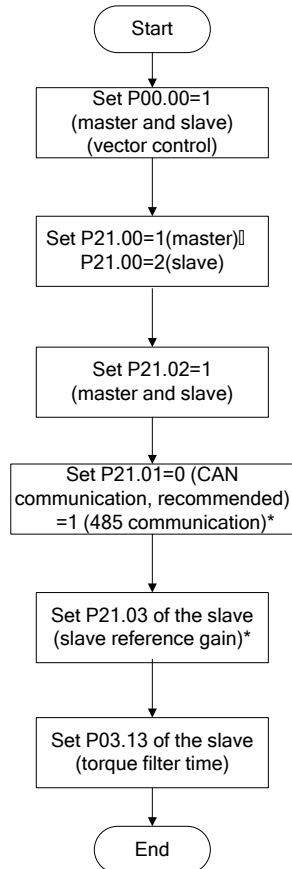 Start
Set P00.00=1
(master and slave)
(vector control)
Set P21.00=1(master)▯
P21.00=2(slave)
Set P21.02=1
(master and slave)
Set P21.01=0 (CAN
communication, recommended)
=1 (485 communication)*
Set P21.03 of the slave
(slave reference gain)*
Set P03.13 of the slave
(torque filter time)
End